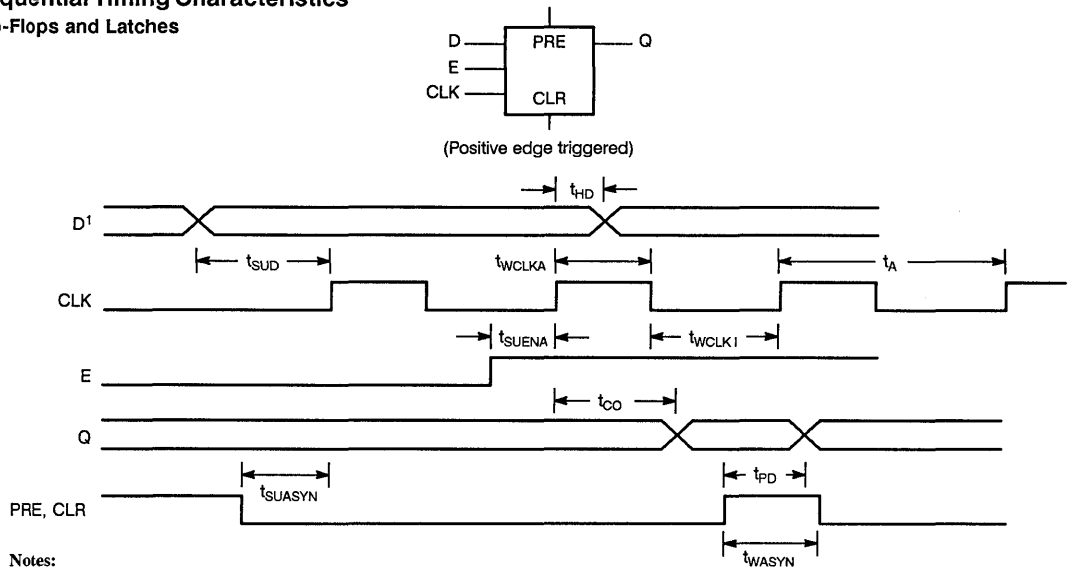 Timing Characteristics
-Flops and Latches
PRE
D
Q
E
CLK
CLR
(Positive edge triggered)
tHD
D1
tSUD
tWCLKA
tA
CLK
tSUENA
tWCLKI
E
tCO
Q
tSUASYN
tPD
PRE, CLR
tWASYN
Notes: